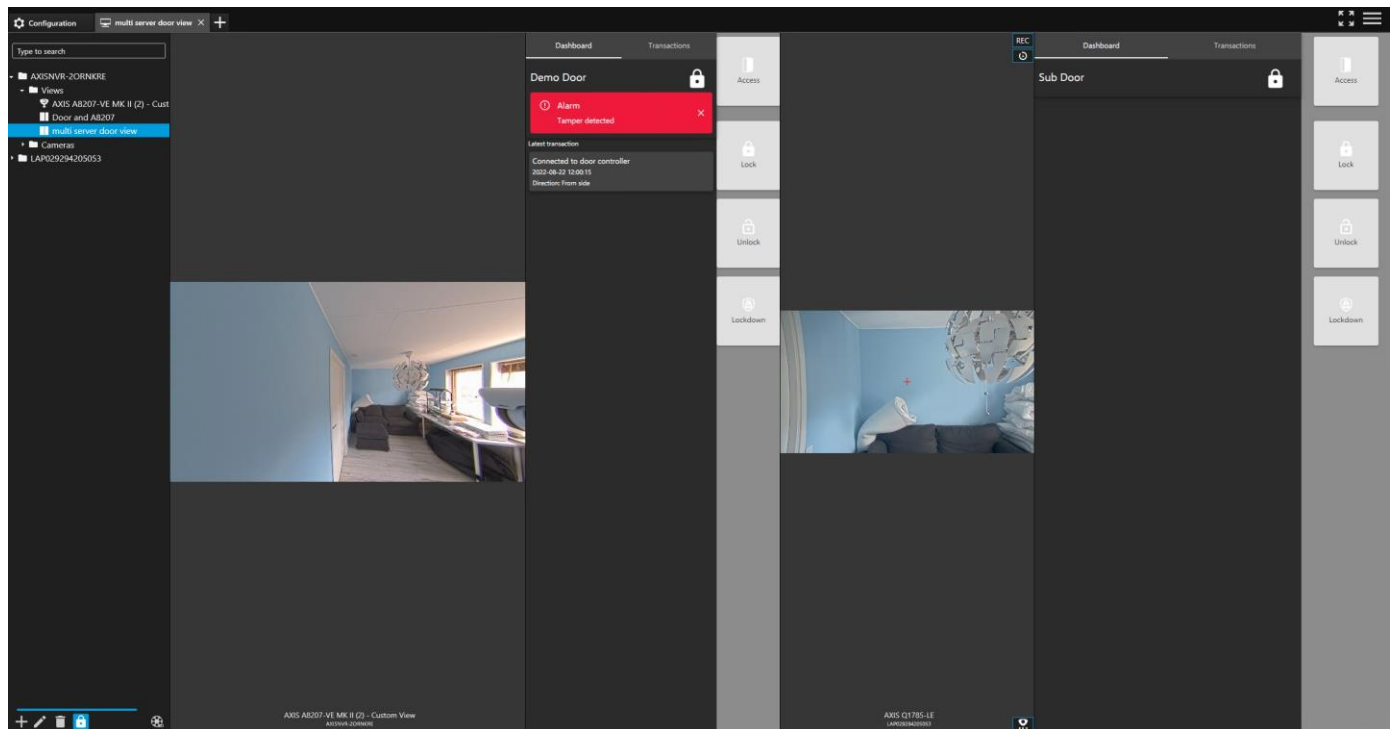 Configuration
multi server door view
Type to search
AXISNVR-2ORNKRE
Views
AXIS A8207-VE MK II (2) - Cust
Door and A8207
multi server door view
Cameras
LAP029294205053
AXIS A8207-VE MK II (2) - Custom View
AXISNVR-2ORNKRE
Dashboard
Transactions
Demo Door
Alarm
Tamper detected
Latest transaction
Connected to door controller
2022-08-22 12:00:15
Direction: From side
Access
Lock
Unlock
Lockdown
REC
AXIS Q1785-LE
LAP029294205053
Dashboard
Transactions
Sub Door
Access
Lock
Unlock
Lockdown